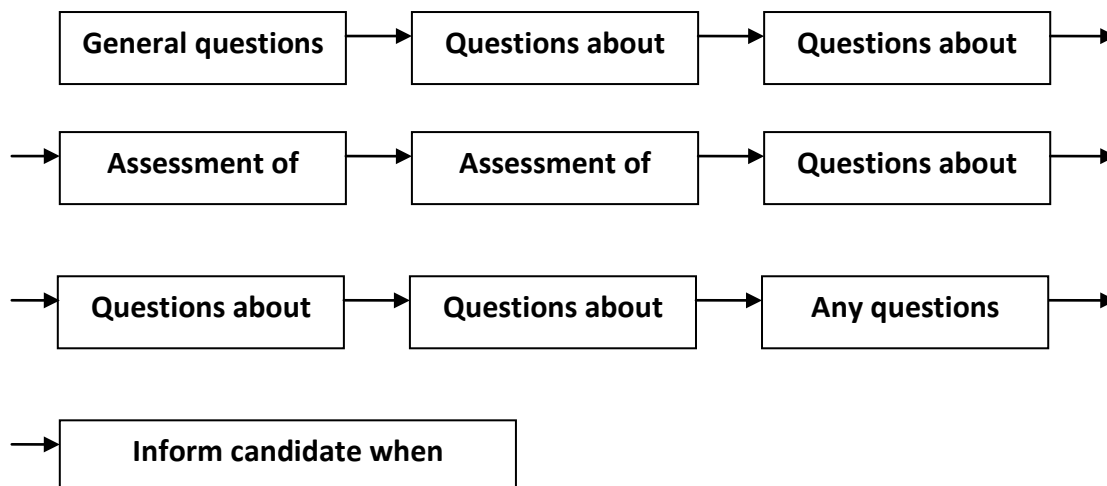 General questions
Questions about
Questions about
Assessment of
Assessment of
Questions about
Questions about
Questions about
Any questions
Inform candidate when